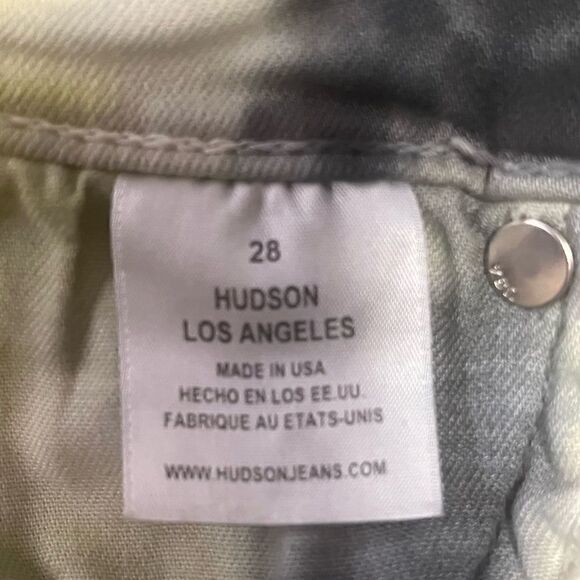 28
HUDSON
LOS ANGELES
MADE IN USA
HECHO EN LOS EE.UU.
FABRIQUE AU ETATS-UNIS
WWW.HUDSONJEANS.COM